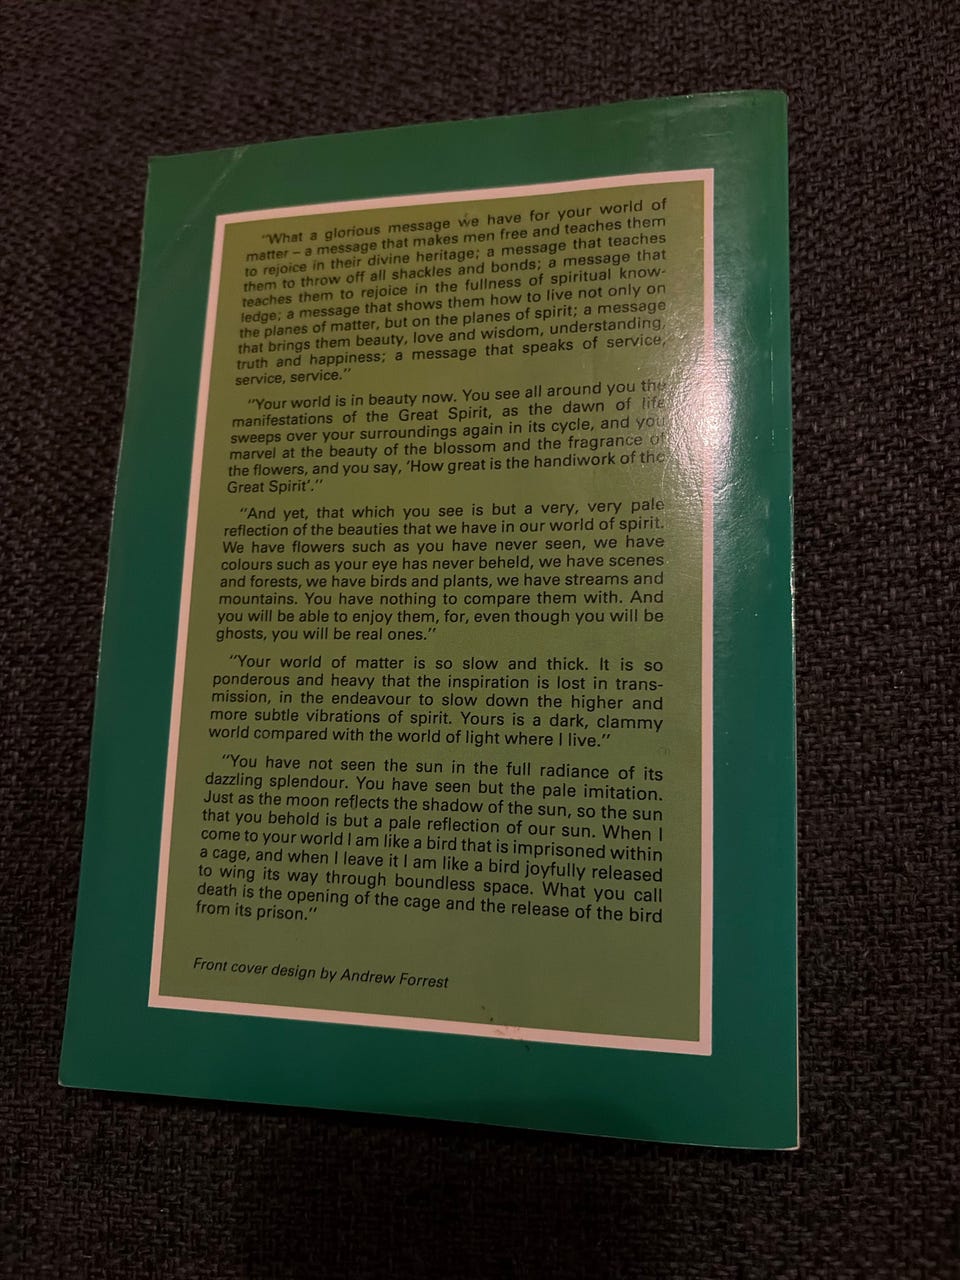 "What a glorious message we have for your world of
matter – a message that makes men free and teaches them
to rejoice in their divine heritage; a message that teaches
them to throw off all shackles and bonds; a message that
teaches them to rejoice in the fullness of spiritual know-
ledge; a message that shows them how to live not only on
the planes of matter, but on the planes of spirit; a message
that brings them beauty, love and wisdom, understanding,
truth and happiness; a message that speaks of service,
service, service."
"Your world is in beauty now. You see all around you the
manifestations of the Great Spirit, as the dawn of life
sweeps over your surroundings again in its cycle, and you
marvel at the beauty of the blossom and the fragrance of
the flowers, and you say, 'How great is the handiwork of the
Great Spirit'."
"And yet, that which you see is but a very, very pale
reflection of the beauties that we have in our world of spirit.
We have flowers such as you have never seen, we have
colours such as your eye has never beheld, we have scenes
and forests, we have birds and plants, we have streams and
mountains. You have nothing to compare them with. And
you will be able to enjoy them, for, even though you will be
ghosts, you will be real ones."
"Your world of matter is so slow and thick. It is so
ponderous and heavy that the inspiration is lost in trans-
mission, in the endeavour to slow down the higher and
more subtle vibrations of spirit. Yours is a dark, clammy
world compared with the world of light where I live."
"You have not seen the sun in the full radiance of its
dazzling splendour. You have seen but the pale imitation.
Just as the moon reflects the shadow of the sun, so the sun
that you behold is but a pale reflection of our sun. When I
come to your world I am like a bird that is imprisoned within
a cage, and when I leave it I am like a bird joyfully released
to wing its way through boundless space. What you call
death is the opening of the cage and the release of the bird
from its prison."
Front cover design by Andrew Forrest